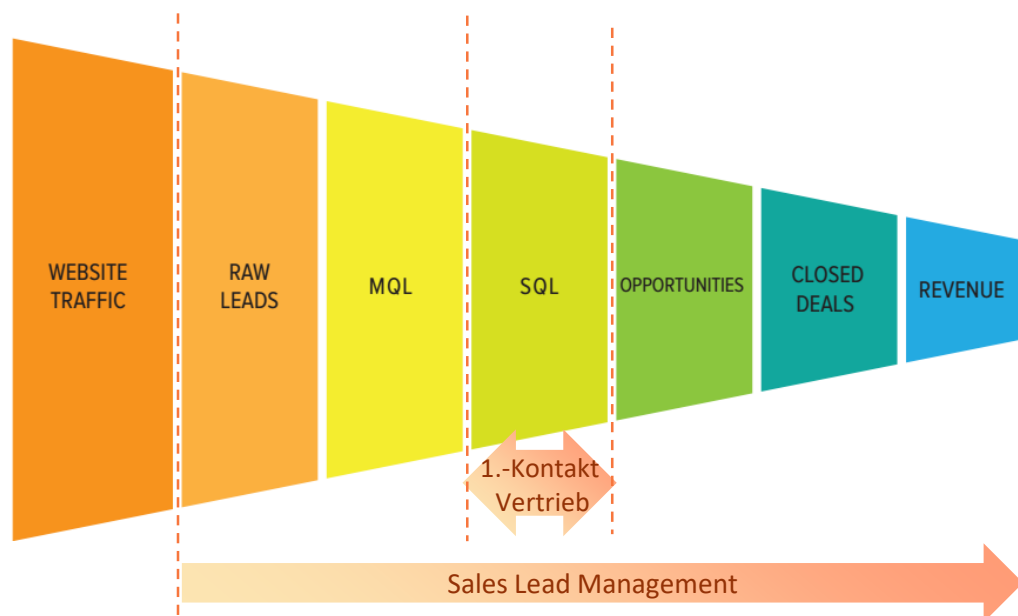 WEBSITE
TRAFFIC
RAW
LEADS
MQL
SQL
OPPORTUNITIES
CLOSED
DEALS
REVENUE
1.-Kontakt
Vertrieb
Sales Lead Management